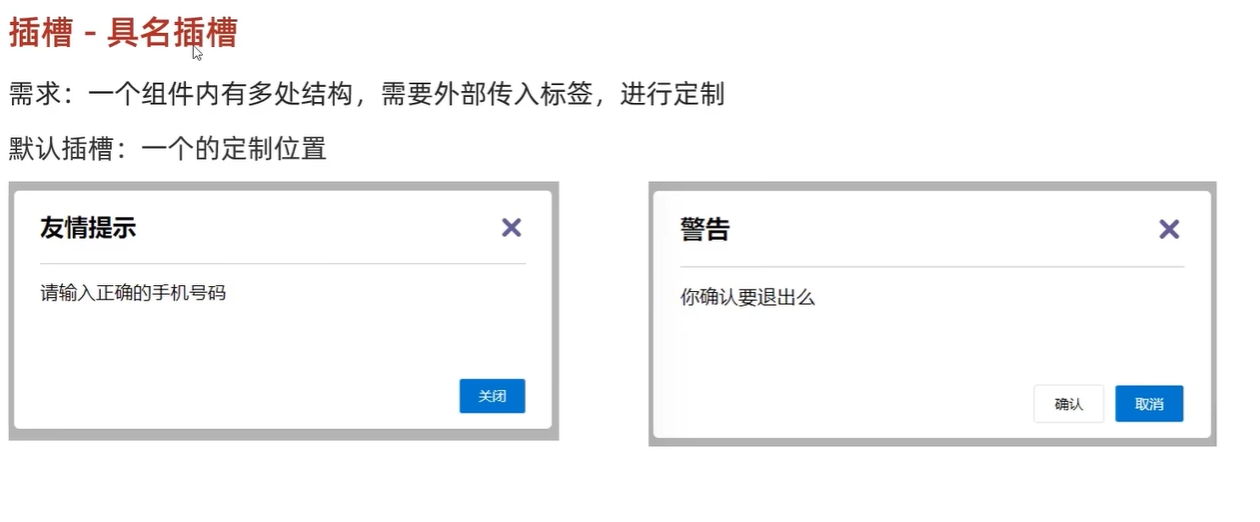 插槽 - 具名插槽
需求：一个组件内有多处结构，需要外部传入标签，进行定制
默认插槽：一个的定制位置
友情提示
请输入正确的手机号码
关闭
警告
你确认要退出么
确认
取消